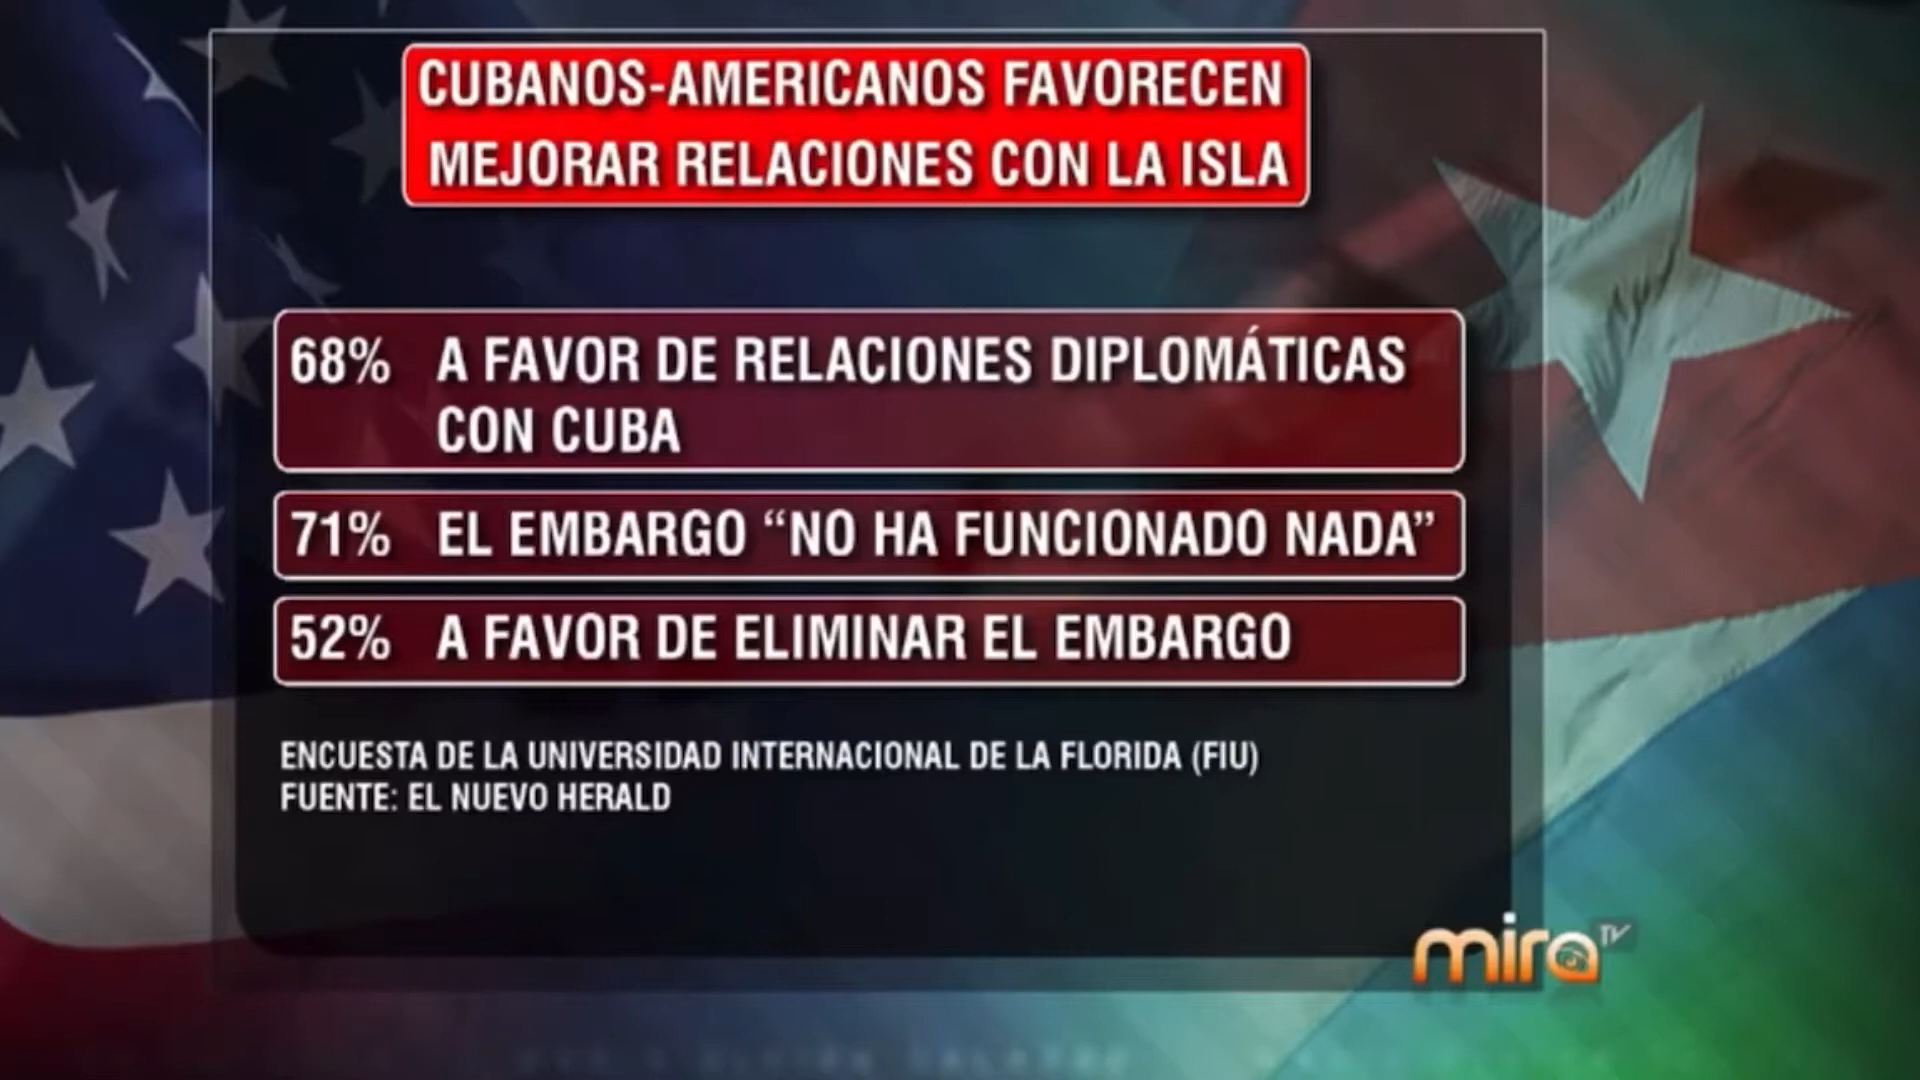 CUBANOS-AMERICANOS FAVORECEN
MEJORAR RELACIONES CON LA ISLA
68% A FAVOR DE RELACIONES DIPLOMÁTICAS
CON CUBA
71% EL EMBARGO “NO HA FUNCIONADO NADA”
52% A FAVOR DE ELIMINAR EL EMBARGO
ENCUESTA DE LA UNIVERSIDAD INTERNACIONAL DE LA FLORIDA (FIU)
FUENTE: EL NUEVO HERALD
mira TV